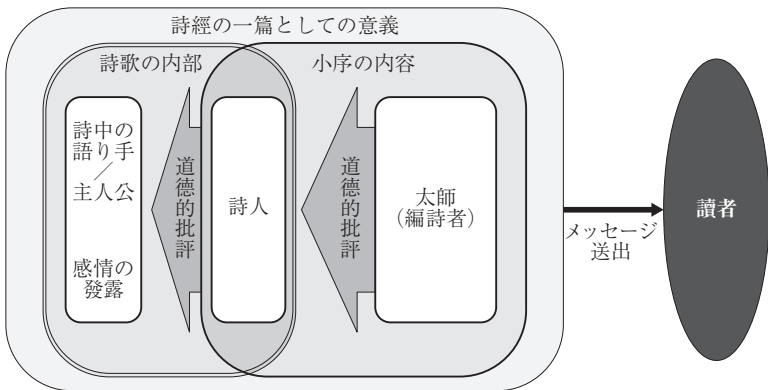 詩經の一篇としての意義
詩歌の内部
小序の内容
詩中の
語り手
／
主人公
感情の
發露
道德的批評
詩人
道德的批評
太師
（編詩者）
メッセージ
送出
讀者